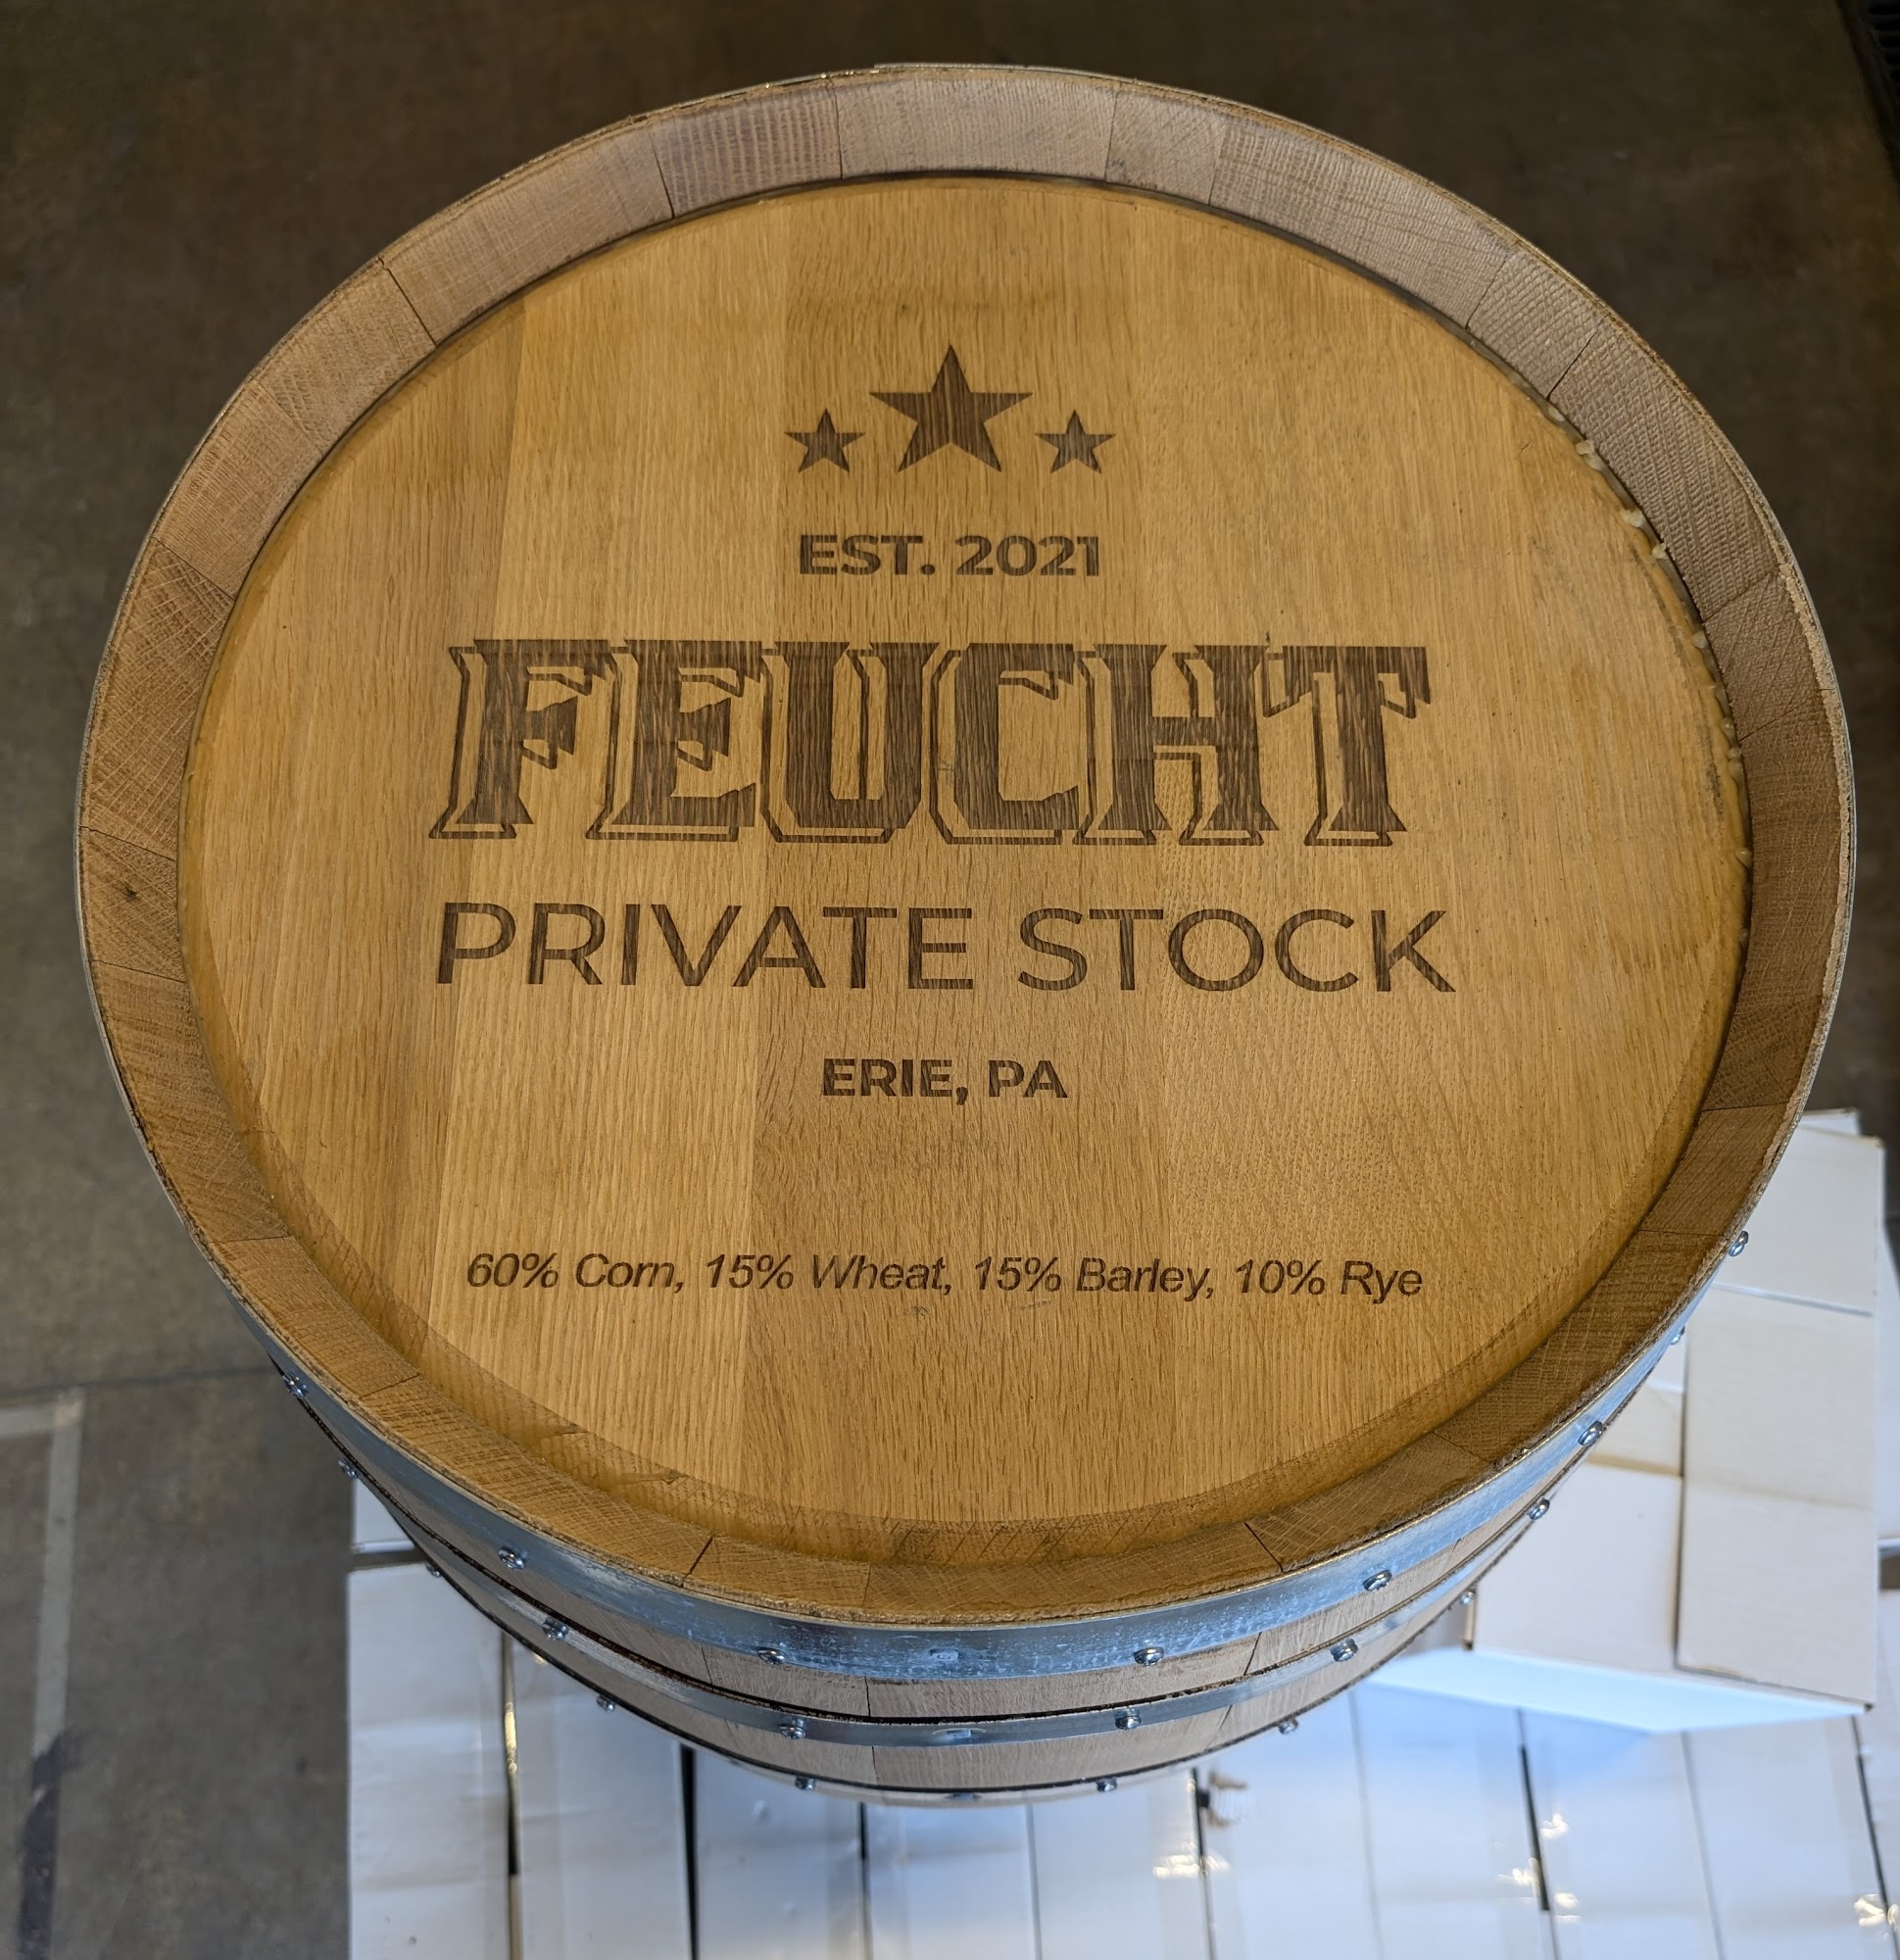 EST. 2021
FEUCHT
PRIVATE STOCK
ERIE, PA
60% Corn, 15% Wheat, 15% Barley, 10% Rye